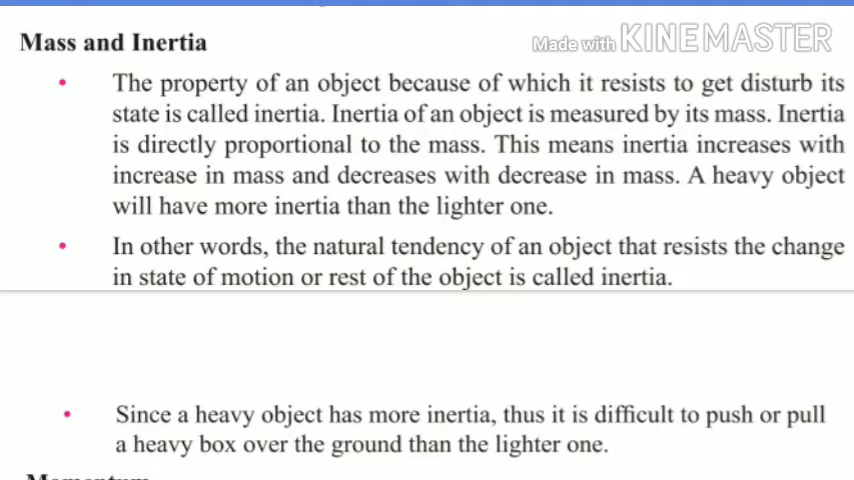 Mass and Inertia
Made with KINEMASTER
• The property of an object because of which it resists to get disturb its
state is called inertia. Inertia of an object is measured by its mass. Inertia
is directly proportional to the mass. This means inertia increases with
increase in mass and decreases with decrease in mass. A heavy object
will have more inertia than the lighter one.
• In other words, the natural tendency of an object that resists the change
in state of motion or rest of the object is called inertia.
• Since a heavy object has more inertia, thus it is difficult to push or pull
a heavy box over the ground than the lighter one.
Momentum